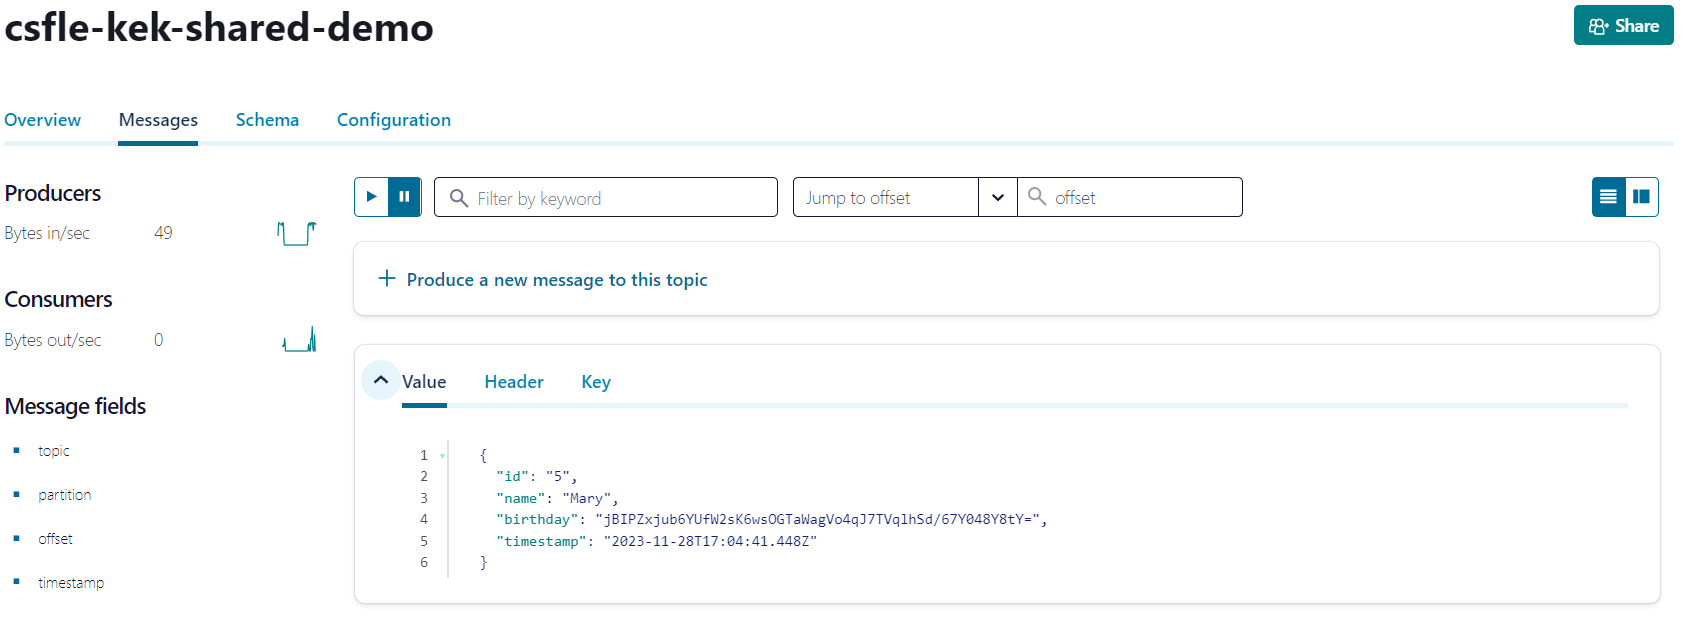 csfle-kek-shared-demo
Share
Overview Messages Schema Configuration
Producers
Bytes in/sec 49
Consumers
Bytes out/sec 0
Message fields
topic
partition
offset
timestamp
Filter by keyword
Jump to offset
offset
Produce a new message to this topic
Value Header Key
1 {
2 "id": "5",
3 "name": "Mary",
4 "birthday": "jBIPZxjub6YUfW2sK6wsOGTaWagVo4qJ7TVqlhSd/67Y048Y8tY=",
5 "timestamp": "2023-11-28T17:04:41.448Z"
6 }